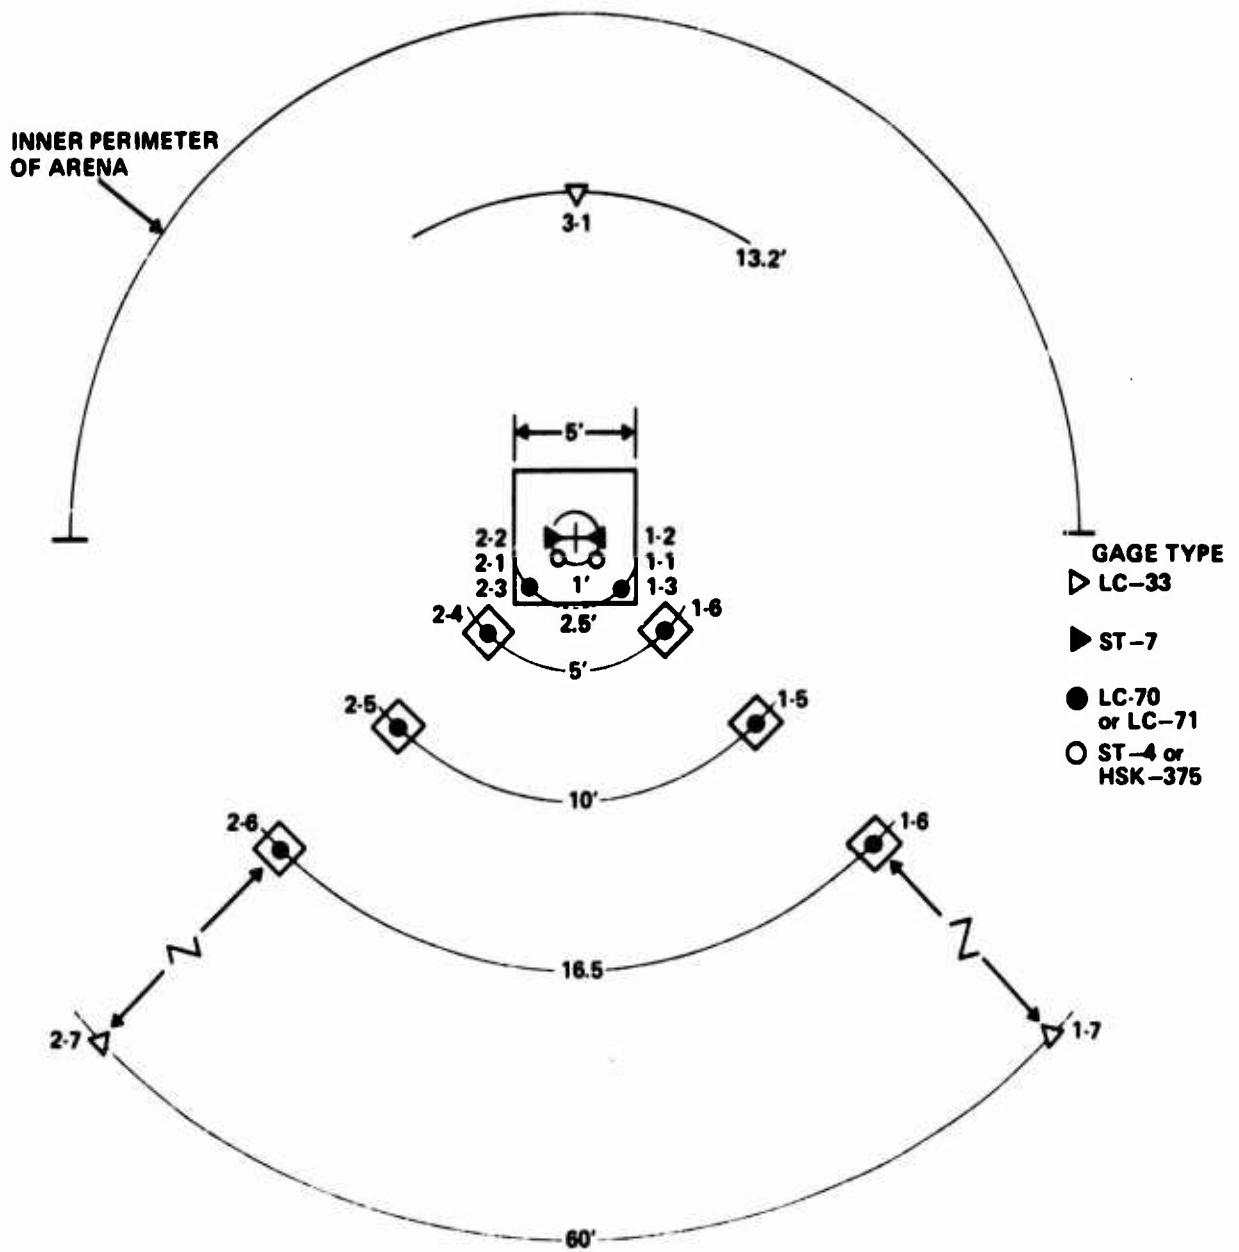 INNER PERIMETER
OF ARENA
3-1
13.2'
5'
2-2
1-2
2-1
1-1
2-3
1'
1-3
2-4
2.5'
1-6
5'
2-5
1-5
10'
2-6
1-6
16.5
2-7
1-7
60'
GAGE TYPE
LC-33
ST-7
LC-70
or LC-71
ST-4 or
HSK-375